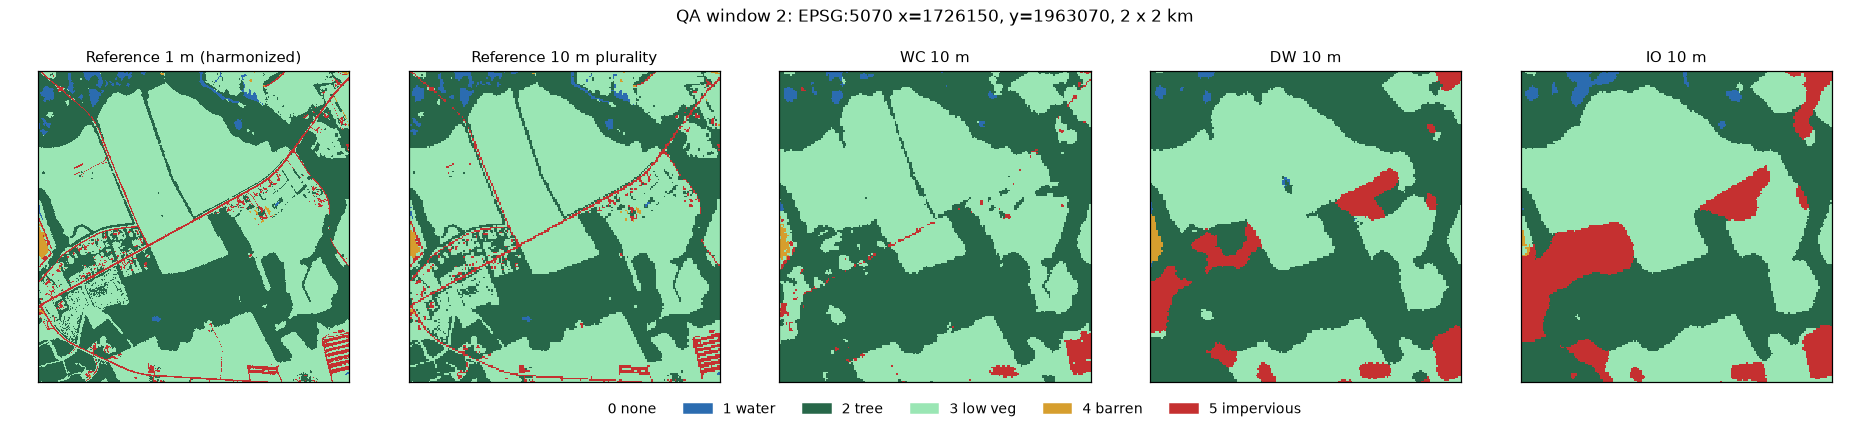 QA window 2: EPSG:5070 x=1726150, y=1963070, 2 x 2 km
Reference 1 m (harmonized)
Reference 10 m plurality
WC 10 m
DW 10 m
IO 10 m
0 none
1 water
2 tree
3 low veg
4 barren
5 impervious